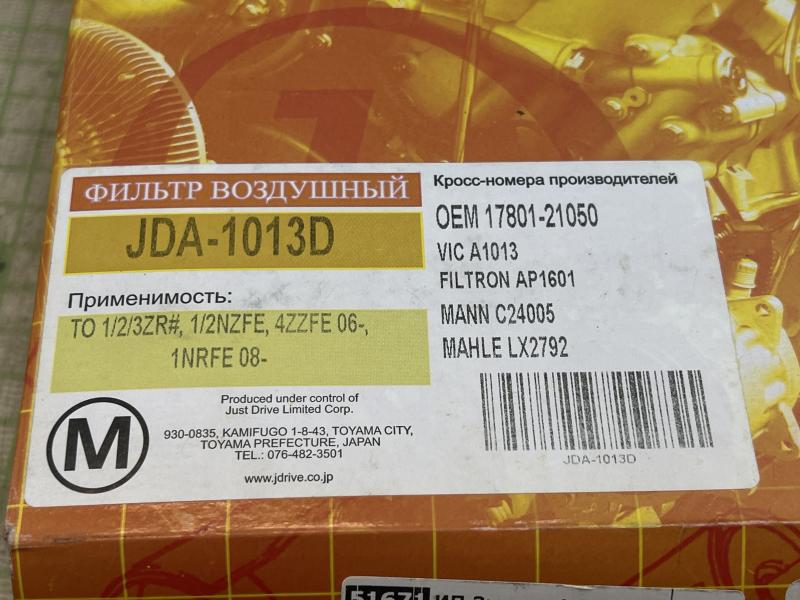 ФИЛЬТР ВОЗДУШНЫЙ
JDA-1013D
Применимость:
TO 1/2/3ZR#, 1/2NZFE, 4ZZFE 06-,
1NRFE 08-
Кросс-номера производителей
OEM 17801-21050
VIC A1013
FILTRON AP1601
MANN C24005
MAHLE LX2792
JDA-1013D
M
Produced under control of
Just Drive Limited Corp.
930-0835, KAMIFUGO 1-8-43, TOYAMA CITY,
TOYAMA PREFECTURE, JAPAN
TEL.: 076-482-3501
www.jdrive.co.jp
51671 ИП